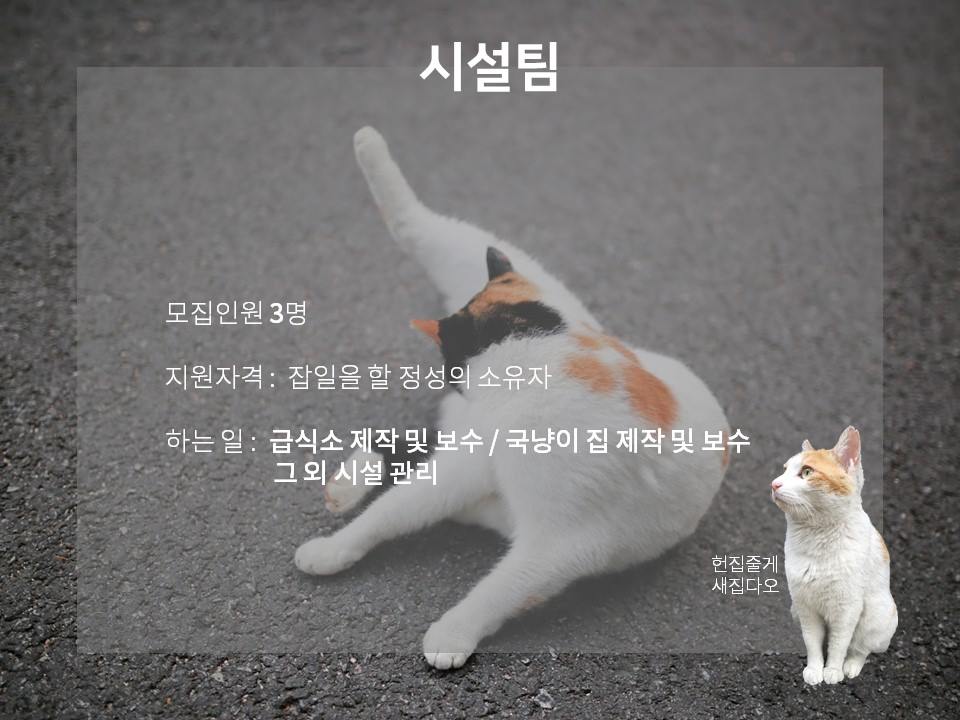 시설팀
모집인원 3명
지원자격 : 잡일을 할 정성의 소유자
하는 일 : 급식소 제작 및 보수 / 국냥이 집 제작 및 보수
그 외 시설 관리
헌집줄게
새집다오